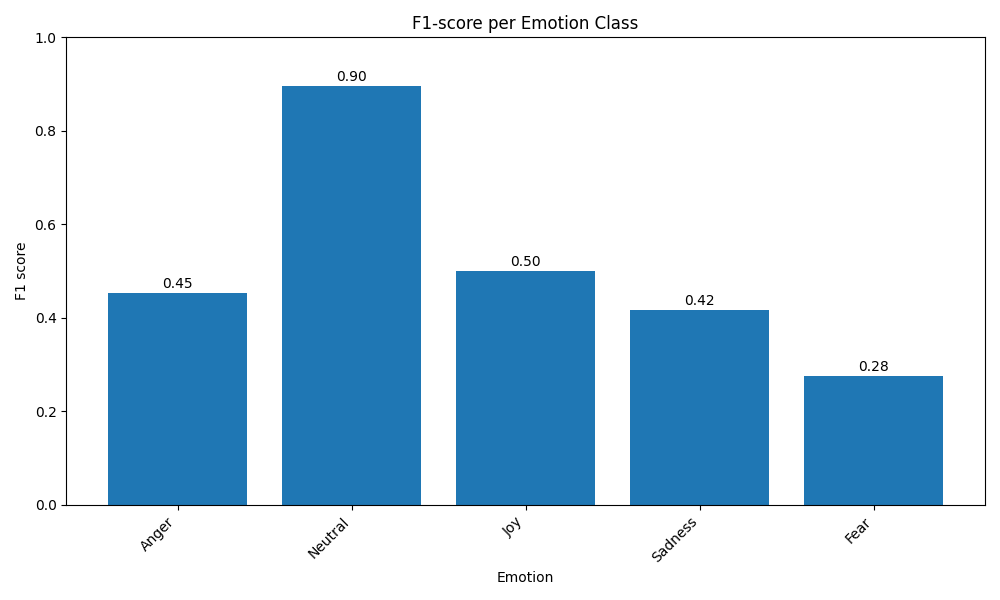 F1-score per Emotion Class
1.0
0.8
0.6
0.4
0.2
0.0
F1 score
0.45
0.90
0.50
0.42
0.28
Anger
Neutral
Joy
Sadness
Fear
Emotion